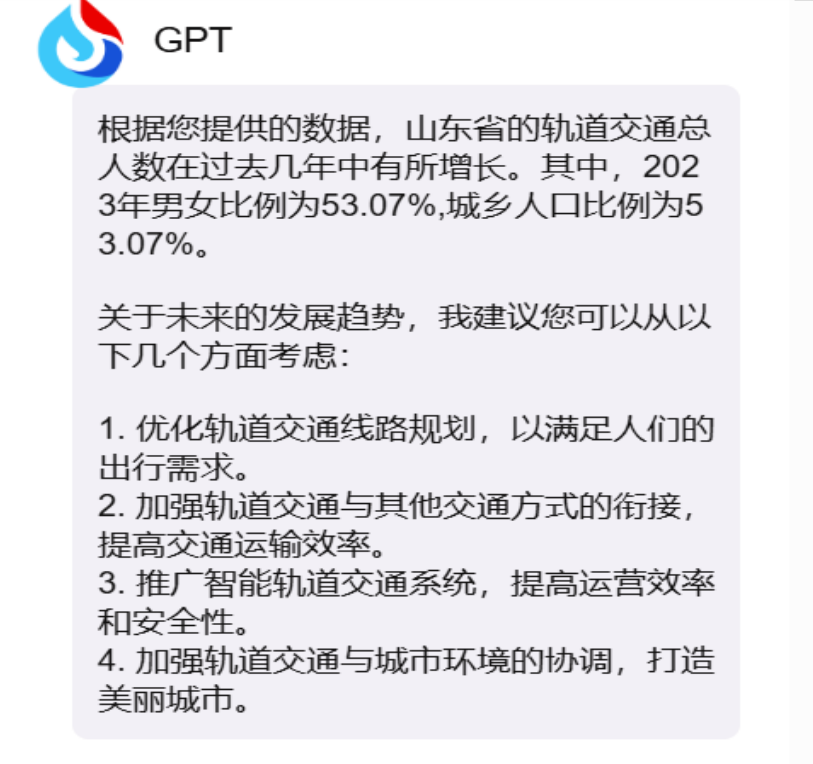 GPT
根据您提供的数据，山东省的轨道交通总
人数在过去几年中有所增长。其中，202
3年男女比例为53.07%,城乡人口比例为5
3.07%。
关于未来的发展趋势，我建议您可以从以
下几个方面考虑：
1. 优化轨道交通线路规划，以满足人们的
出行需求。
2. 加强轨道交通与其他交通方式的衔接，
提高交通运输效率。
3. 推广智能轨道交通系统，提高运营效率
和安全性。
4. 加强轨道交通与城市环境的协调，打造
美丽城市。